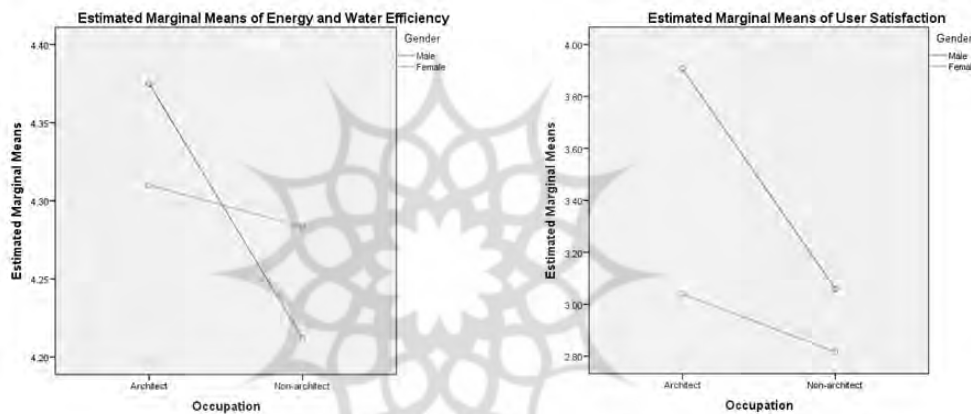 Estimated Marginal Means of Energy and Water Efficiency
Gender
Male
Female
4.40
4.35
4.30
4.25
4.20
Estimated Marginal Means
Architect
Non-architect
Occupation
Estimated Marginal Means of User Satisfaction
Gender
Male
Female
4.00
3.80
3.60
3.40
3.20
3.00
2.80
Estimated Marginal Means
Architect
Non-architect
Occupation